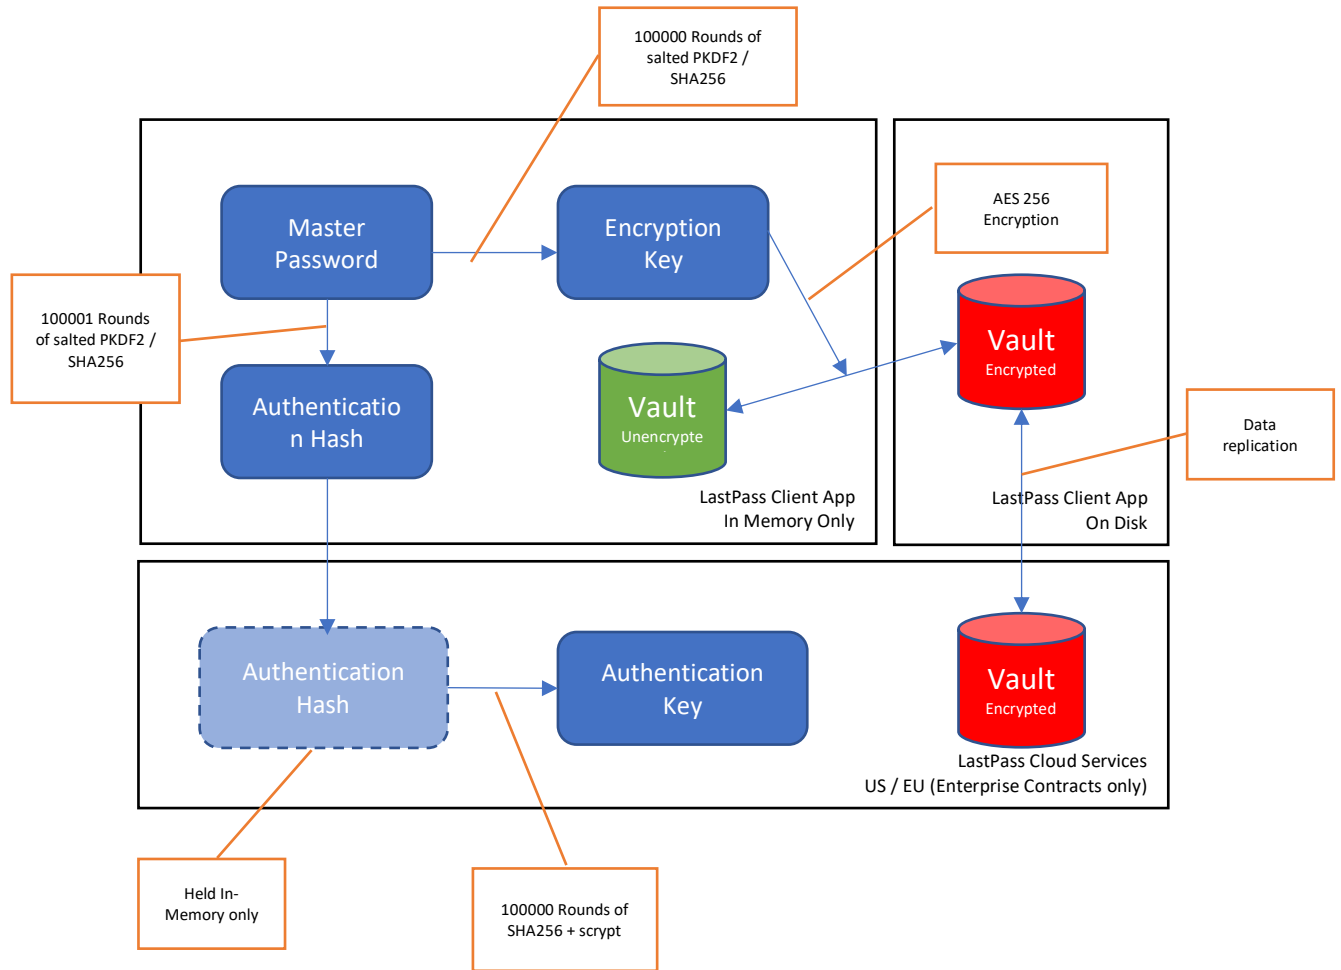 100000 Rounds of
salted PKDF2 /
SHA256
AES 256
Encryption
Master
Password
Encryption
Key
100001 Rounds
of salted PKDF2 /
SHA256
Vault
Encrypted
Authenticatio
n Hash
Vault
Unencrypte
Data
replication
LastPass Client App
In Memory Only
LastPass Client App
On Disk
Authentication
Hash
Authentication
Key
Vault
Encrypted
LastPass Cloud Services
US / EU (Enterprise Contracts only)
Held In-
Memory only
100000 Rounds of
SHA256 + scrypt